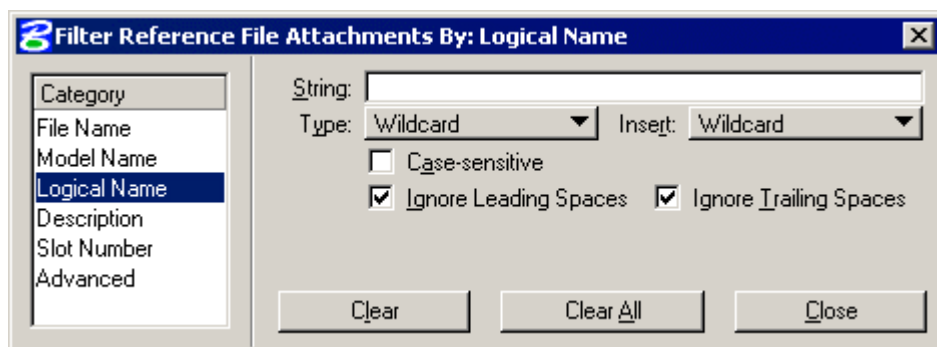 Filter Reference File Attachments By: Logical Name
Category
File Name
Model Name
Logical Name
Description
Slot Number
Advanced
String:
Type: Wildcard Insert: Wildcard
Case-sensitive
Ignore Leading Spaces Ignore Trailing Spaces
Clear Clear All Close